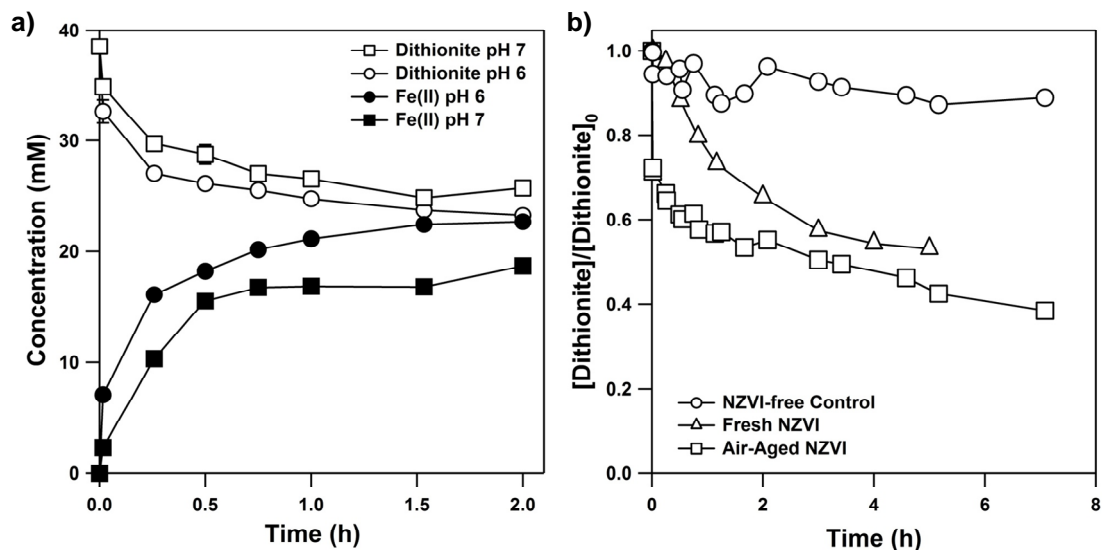 a)
Concentration (mM)
40
30
20
10
0
Dithionite pH 7
Dithionite pH 6
Fe(II) pH 6
Fe(II) pH 7
0.0 0.5 1.0 1.5 2.0
Time (h)
b)
[Dithionite]/[Dithionite]₀
1.0
0.8
0.6
0.4
0.2
0.0
NZVI-free Control
Fresh NZVI
Air-Aged NZVI
0 2 4 6 8
Time (h)